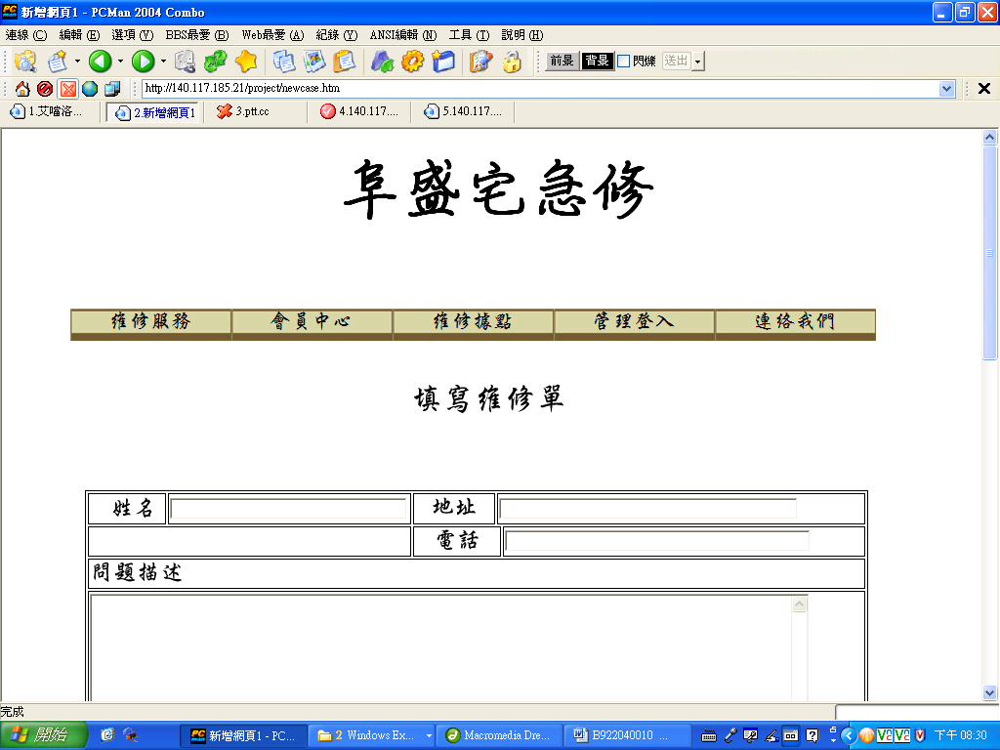 新增網頁1 - PCMan 2004 Combo
連線 (C) 編輯 (E) 選項 (V) BBS最愛 (B) Web最愛 (A) 紀錄 (Y) ANSI編輯 (N) 工具 (T) 說明 (H)
前景 背景 閃爍 送出
http://140.117.185.21/project/newcase.htm
1.艾噹洛... 2.新增網頁1 3.ptt.cc 4.140.117.... 5.140.117....
阜盛宅急修
維修服務 會員中心 維修據點 管理登入 連絡我們
填寫維修單
姓名 地址
電話
問題描述
完成
開始 新增網頁1 - PC... 2 Windows Ex... Macromedia Dre... B922040010 ... 下午 08:30